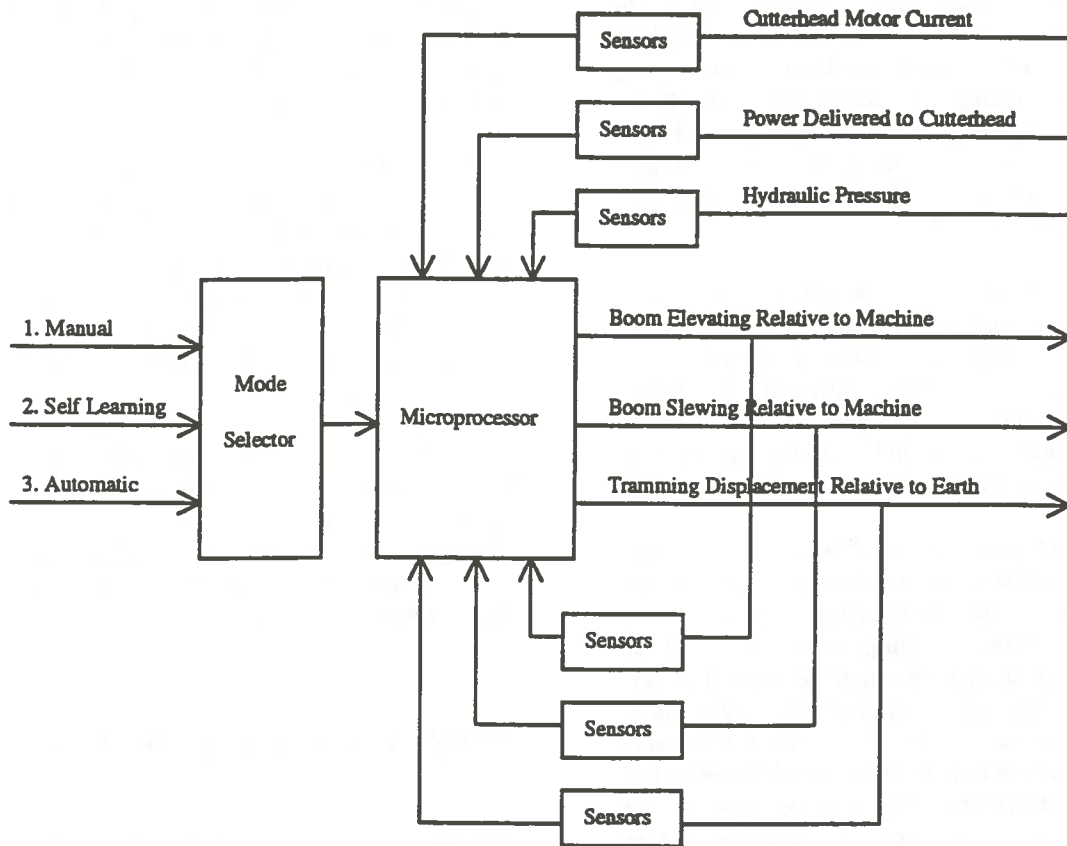 Cutterhead Motor Current
Sensors
Power Delivered to Cutterhead
Sensors
Hydraulic Pressure
Sensors
1. Manual
2. Self Learning
3. Automatic
Mode
Selector
Microprocessor
Boom Elevating Relative to Machine
Boom Slewing Relative to Machine
Tramming Displacement Relative to Earth
Sensors
Sensors
Sensors